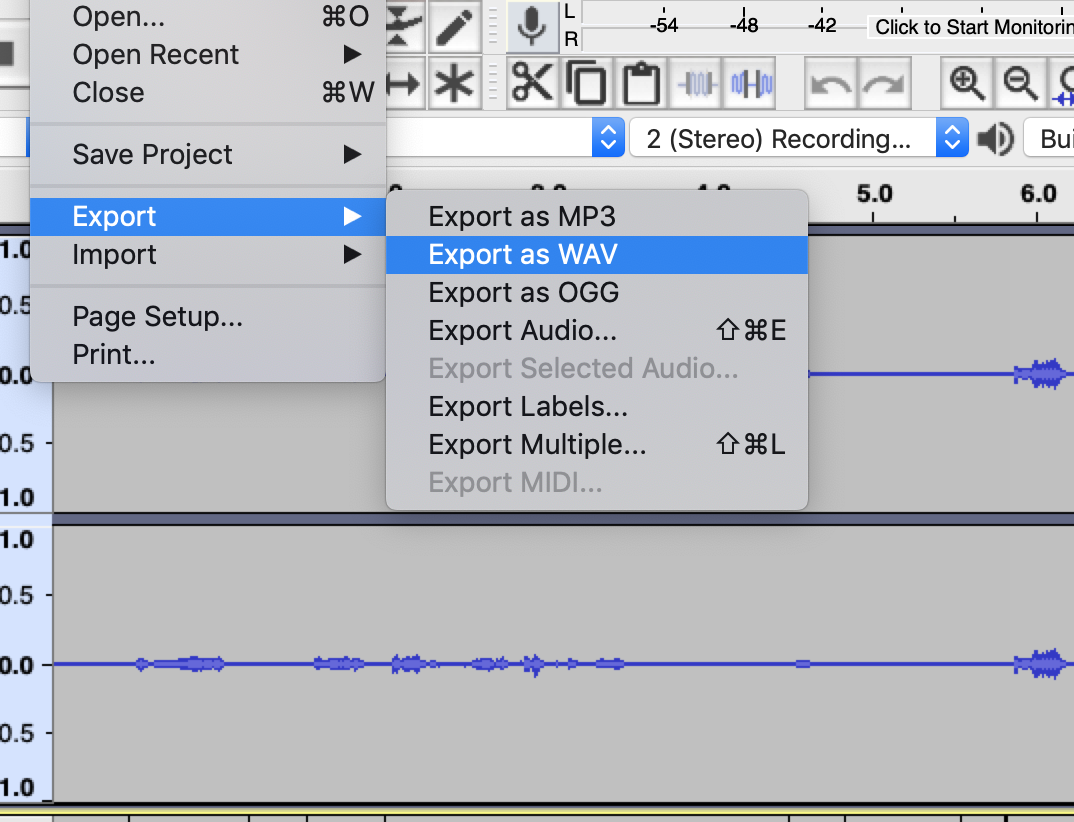 Open... ⌘O
Open Recent ▶
Close ⌘W
Save Project ▶
Export ▶
Import ▶
Page Setup...
Print...
Export as MP3
Export as WAV
Export as OGG
Export Audio... ⇧⌘E
Export Selected Audio...
Export Labels...
Export Multiple... ⇧⌘L
Export MIDI...
L
R
-54 -48 -42 Click to Start Monitorin
2 (Stereo) Recording... Bui
5.0 6.0
1.0
0.5
0.0
0.5
1.0
1.0
0.5
0.0
0.5
1.0